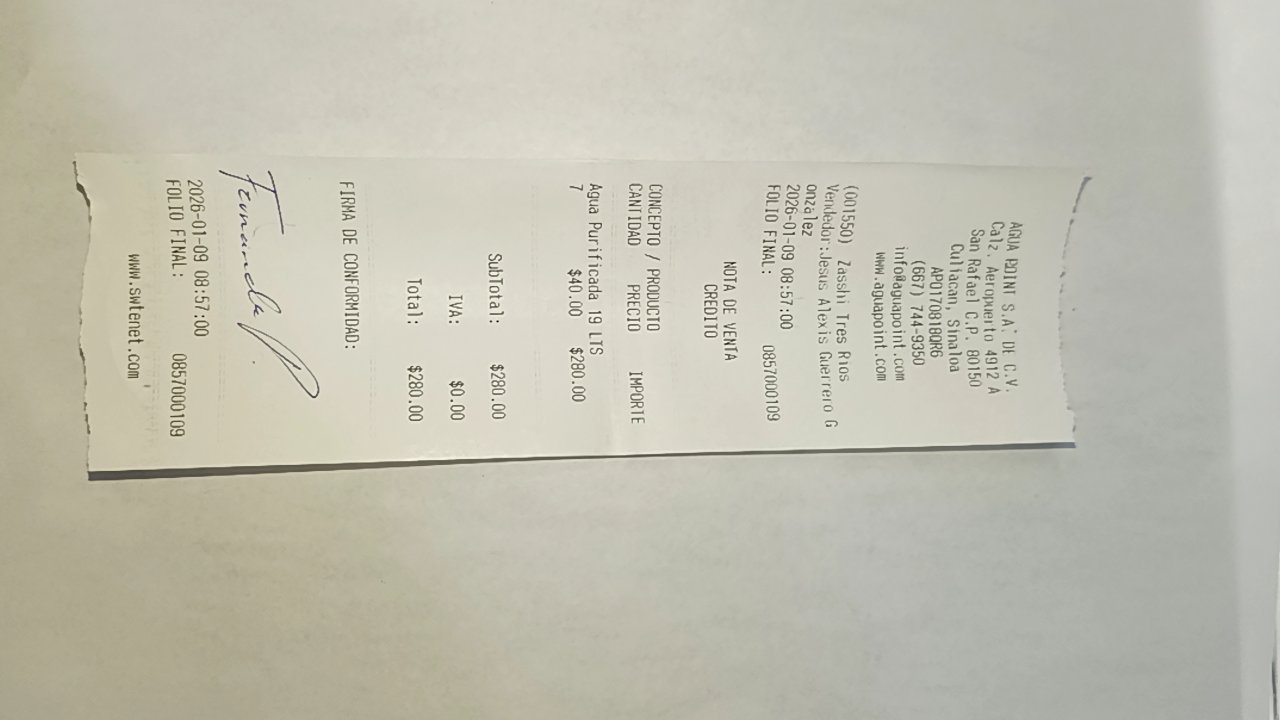 AGUA POINT S.A. DE C.V.
Calz. Aeropuerto 4912 A
San Rafael C.P. 80150
Culiacan, Sinaloa
APO170818QR6
(667) 744-9350
info@aguapoint.com
www.aguapoint.com
(001550) Zasshi Tres Rios
Vendedor:Jesus Alexis Guerrero G
onzalez
2026-01-09 08:57:00
FOLIO FINAL: 0857000109
NOTA DE VENTA
CREDITO
CONCEPTO / PRODUCTO
CANTIDAD PRECIO IMPORTE
Agua Purificada 19 LTS
7 $40.00 $280.00
SubTotal: $280.00
IVA: $0.00
Total: $280.00
FIRMA DE CONFORMIDAD:
Fernanda
2026-01-09 08:57:00
FOLIO FINAL: 0857000109
www.swtenet.com